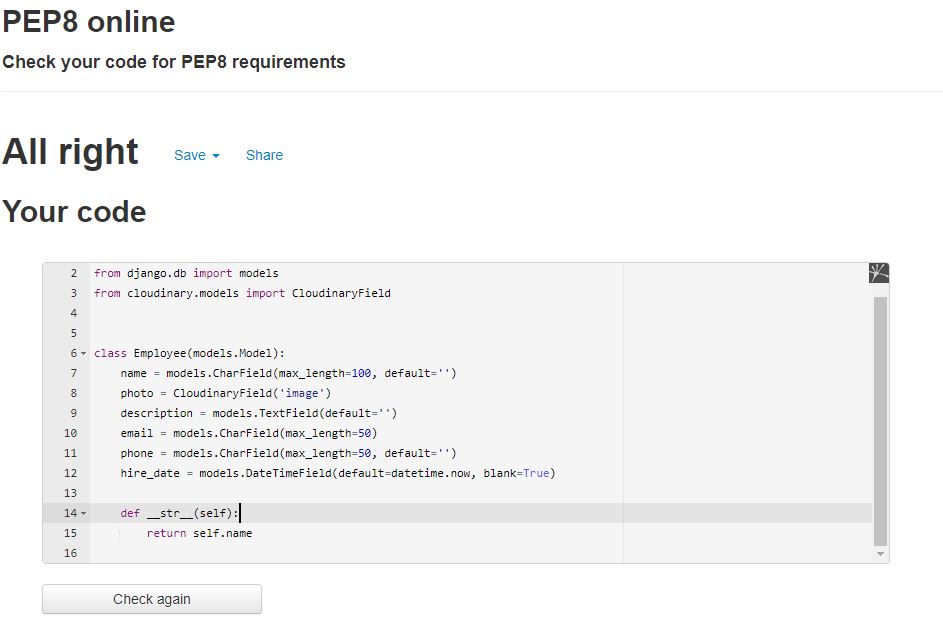 PEP8 online
Check your code for PEP8 requirements
All right Save Share
Your code
2 from django.db import models
3 from cloudinary.models import CloudinaryField
4
5
6 class Employee(models.Model):
7 name = models.CharField(max_length=100, default='')
8 photo = CloudinaryField('image')
9 description = models.TextField(default='')
10 email = models.CharField(max_length=50)
11 phone = models.CharField(max_length=50, default='')
12 hire_date = models.DateTimeField(default=datetime.now, blank=True)
13
14 def __str__(self):
15 return self.name
16
Check again